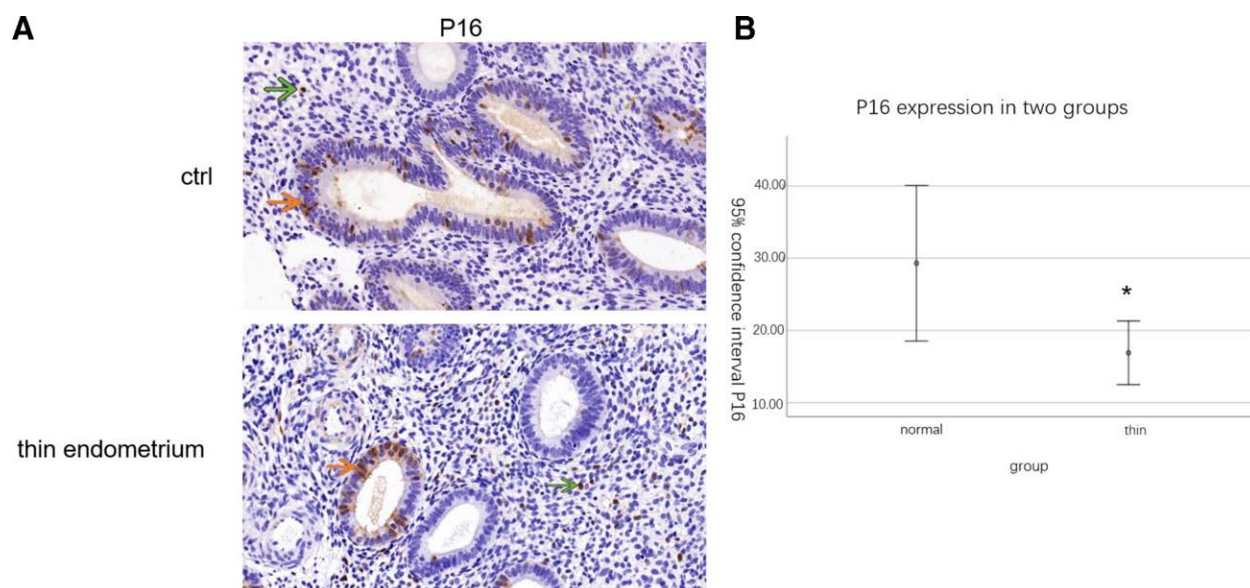 A
P16
ctrl
thin endometrium
B
P16 expression in two groups
95% confidence interval P16
40.00
30.00
20.00
10.00
*
normal
thin
group